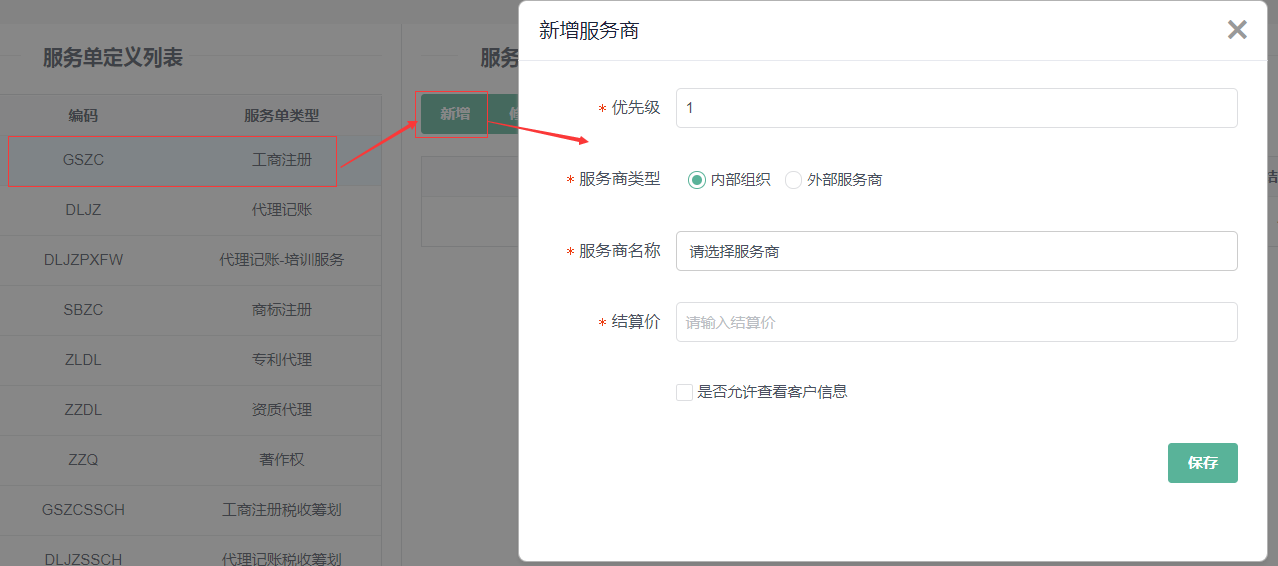 服务单定义列表
编码 服务单类型
GSZC 工商注册
DLJZ 代理记账
DLJZPXFW 代理记账-培训服务
SBZC 商标注册
ZLDL 专利代理
ZZDL 资质代理
ZZQ 著作权
GSZCSSCH 工商注册税收筹划
DLJZSSCH 代理记账税收筹划
服务
新增
新增服务商
* 优先级 1
* 服务商类型 内部组织 外部服务商
* 服务商名称 请选择服务商
* 结算价 请输入结算价
是否允许查看客户信息
保存